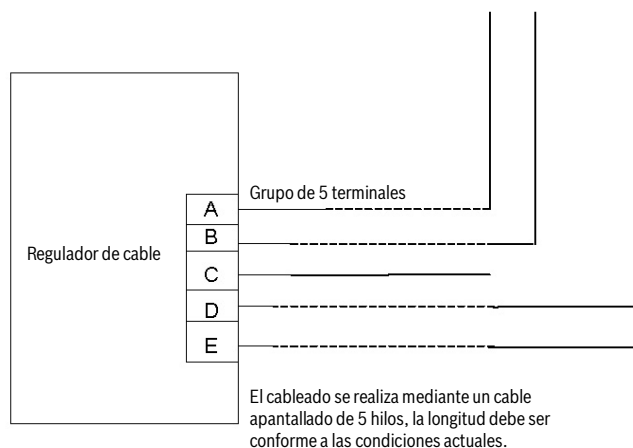 Grupo de 5 terminales
A
B
Regulador de cable
C
D
E
El cableado se realiza mediante un cable
apantallado de 5 hilos, la longitud debe ser
conforme a las condiciones actuales.